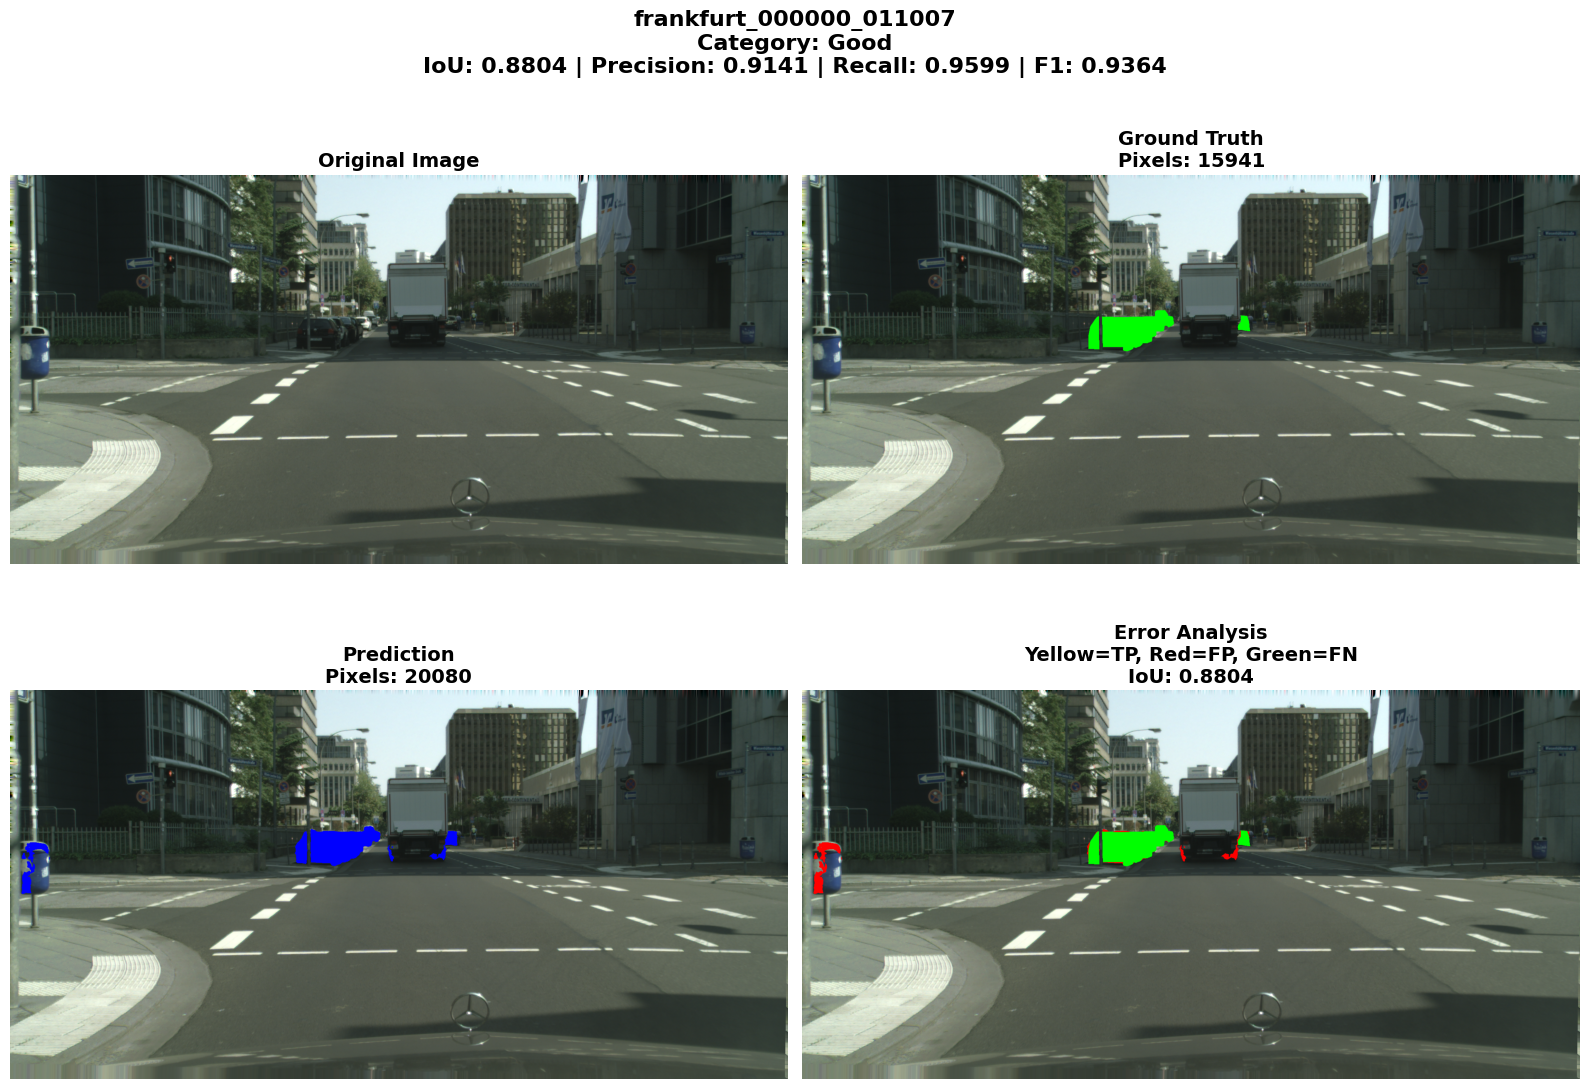 frankfurt_000000_011007
Category: Good
IoU: 0.8804 | Precision: 0.9141 | Recall: 0.9599 | F1: 0.9364
Original Image
Ground Truth
Pixels: 15941
Prediction
Pixels: 20080
Error Analysis
Yellow=TP, Red=FP, Green=FN
IoU: 0.8804